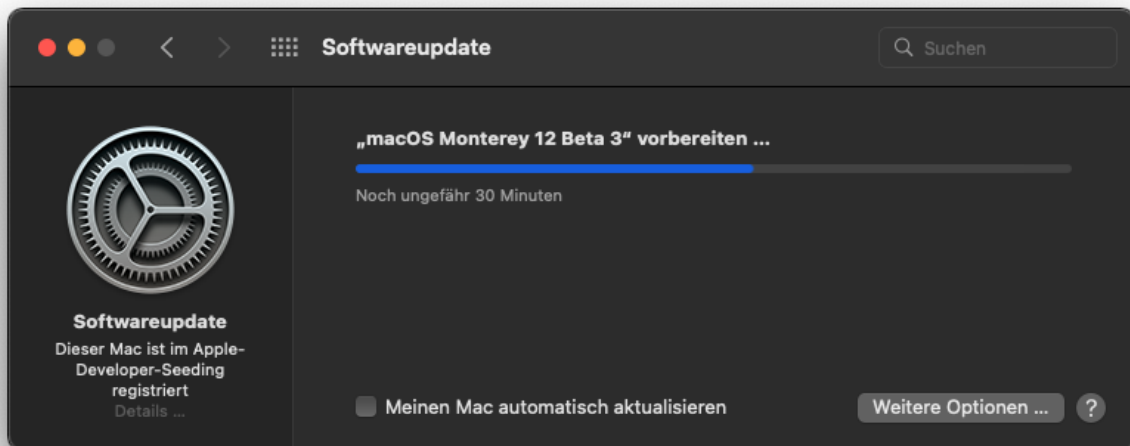 Softwareupdate
Suchen
„macOS Monterey 12 Beta 3“ vorbereiten ...
Noch ungefähr 30 Minuten
Softwareupdate
Dieser Mac ist im Apple-
Developer-Seeding
registriert
Details ...
Meinen Mac automatisch aktualisieren
Weitere Optionen ...
?